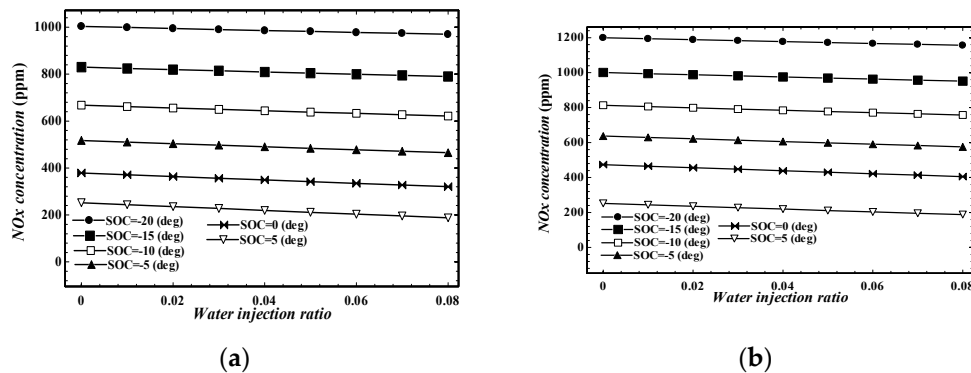 1000
800
600
400
200
0
NOx concentration (ppm)
SOC=-20 (deg)
SOC=-15 (deg)
SOC=-10 (deg)
SOC=-5 (deg)
SOC=0 (deg)
SOC=5 (deg)
0 0.02 0.04 0.06 0.08
Water injection ratio
(a)
1200
1000
800
600
400
200
0
NOx concentration (ppm)
SOC=-20 (deg)
SOC=-15 (deg)
SOC=-10 (deg)
SOC=-5 (deg)
SOC=0 (deg)
SOC=5 (deg)
0 0.02 0.04 0.06 0.08
Water injection ratio
(b)